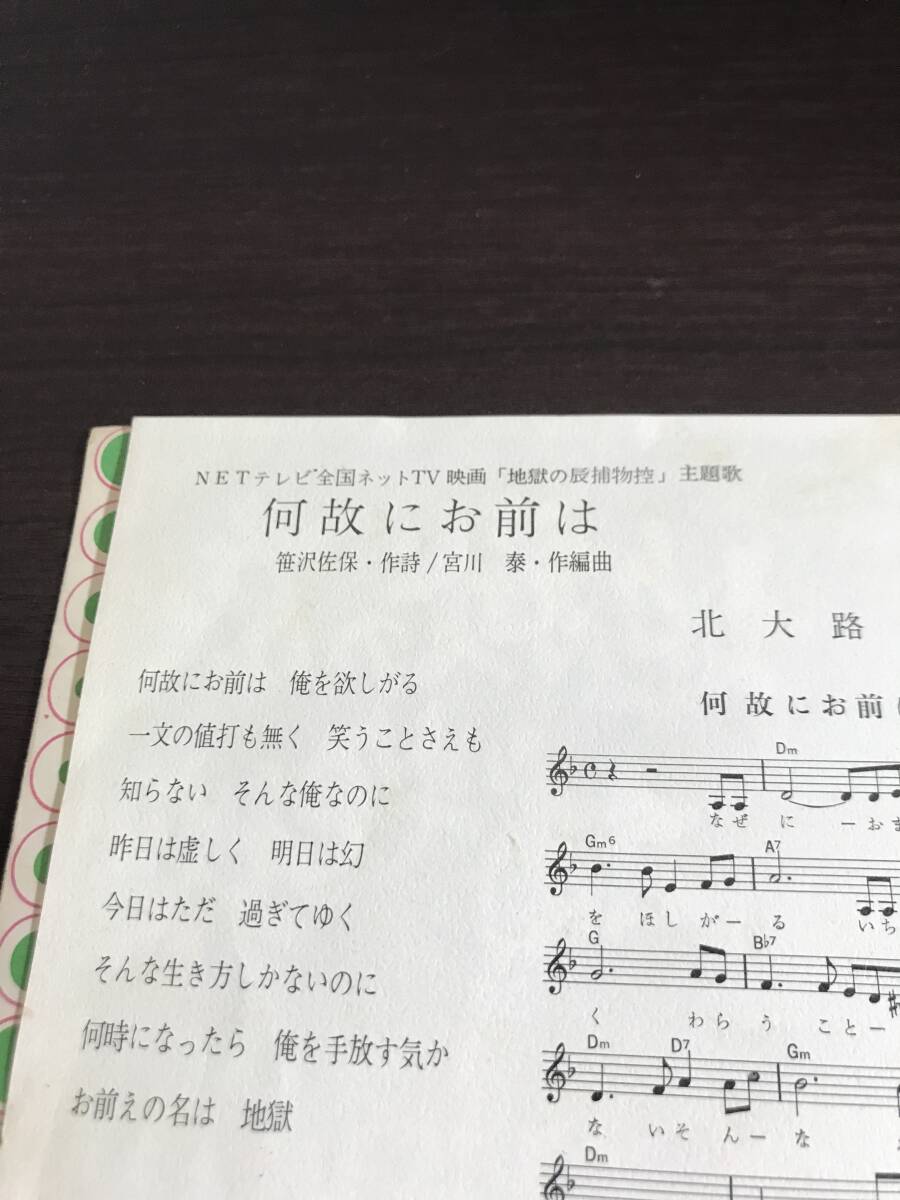 NETテレビ全国ネットTV映画「地獄の辰捕物控」主題歌
何故にお前は
笹沢佐保・作詩/宮川 泰・作編曲
北大路
何故にお前は 俺を欲しがる
一文の値打も無く 笑うことさえも
知らない そんな俺なのに
昨日は虚しく 明日は幻
今日はただ 過ぎてゆく
そんな生き方しかないのに
何時になったら 俺を手放す気か
お前えの名は 地獄
何故にお前
Dm
なぜ に ーおま
Gm6 A7
を ほしがーる いち
G B♭7
く わらう ことー
Dm D7 Gm
な いそんーな
Dm